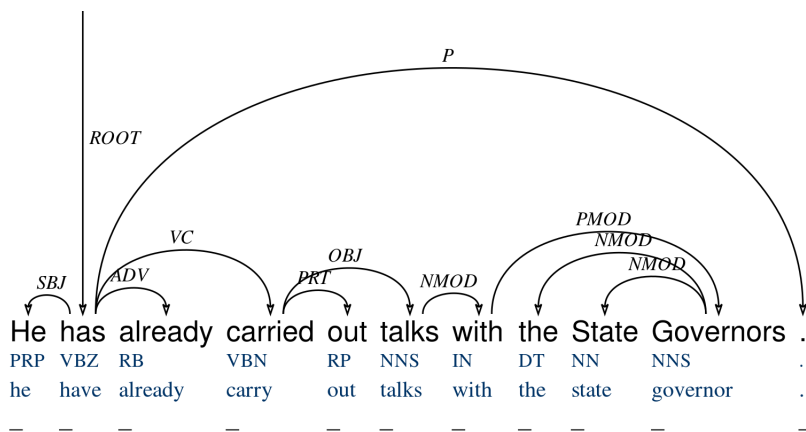 P
ROOT
PMOD
VC
NMOD
OBJ
NMOD
ADV
PRT
NMOD
SBJ
He has already carried out talks with the State Governors .
PRP VBZ RB VBN RP NNS IN DT NN NNS .
he have already carry out talks with the state governor .
_ _ _ _ _ _ _ _ _ _ _